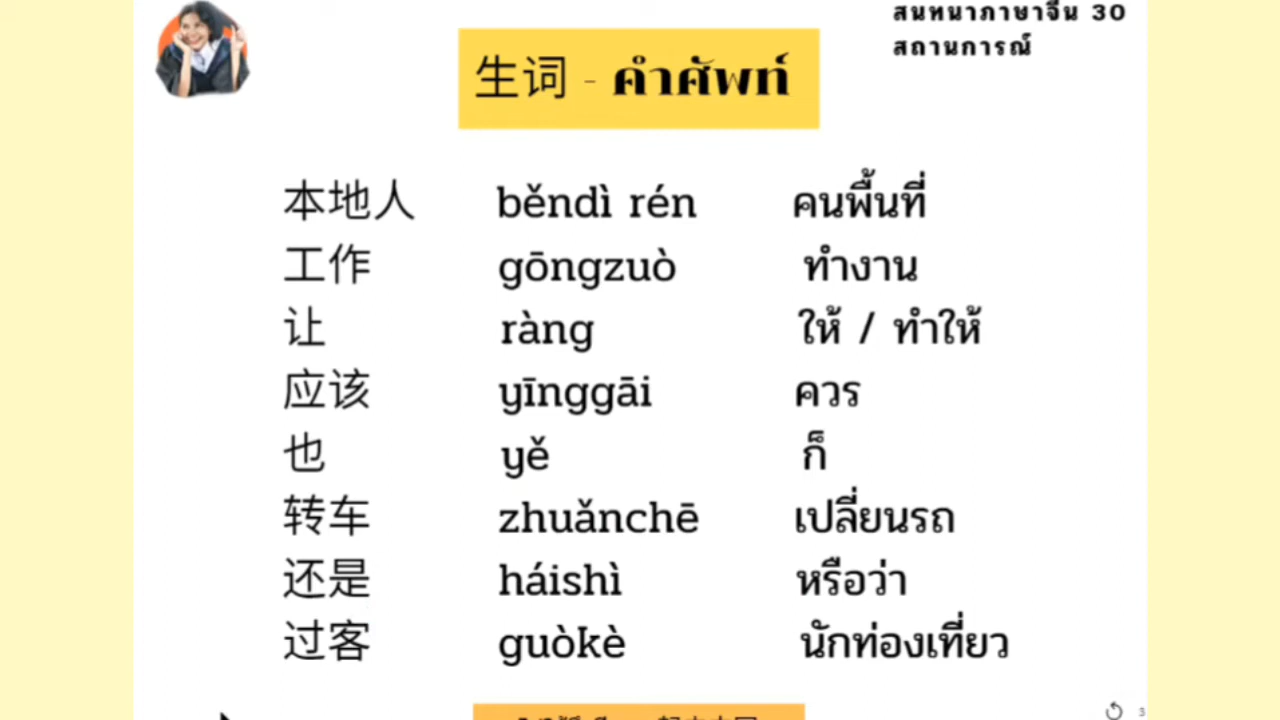 สนทนาภาษาจีน 30
สถานการณ์
生词 - คำศัพท์
本地人 běndì rén คนพื้นที่
工作 gōngzuò ทำงาน
让 ràng ให้ / ทำให้
应该 yīnggāi ควร
也 yě ก็
转车 zhuǎnchē เปลี่ยนรถ
还是 háishì หรือว่า
过客 guòkè นักท่องเที่ยว
3